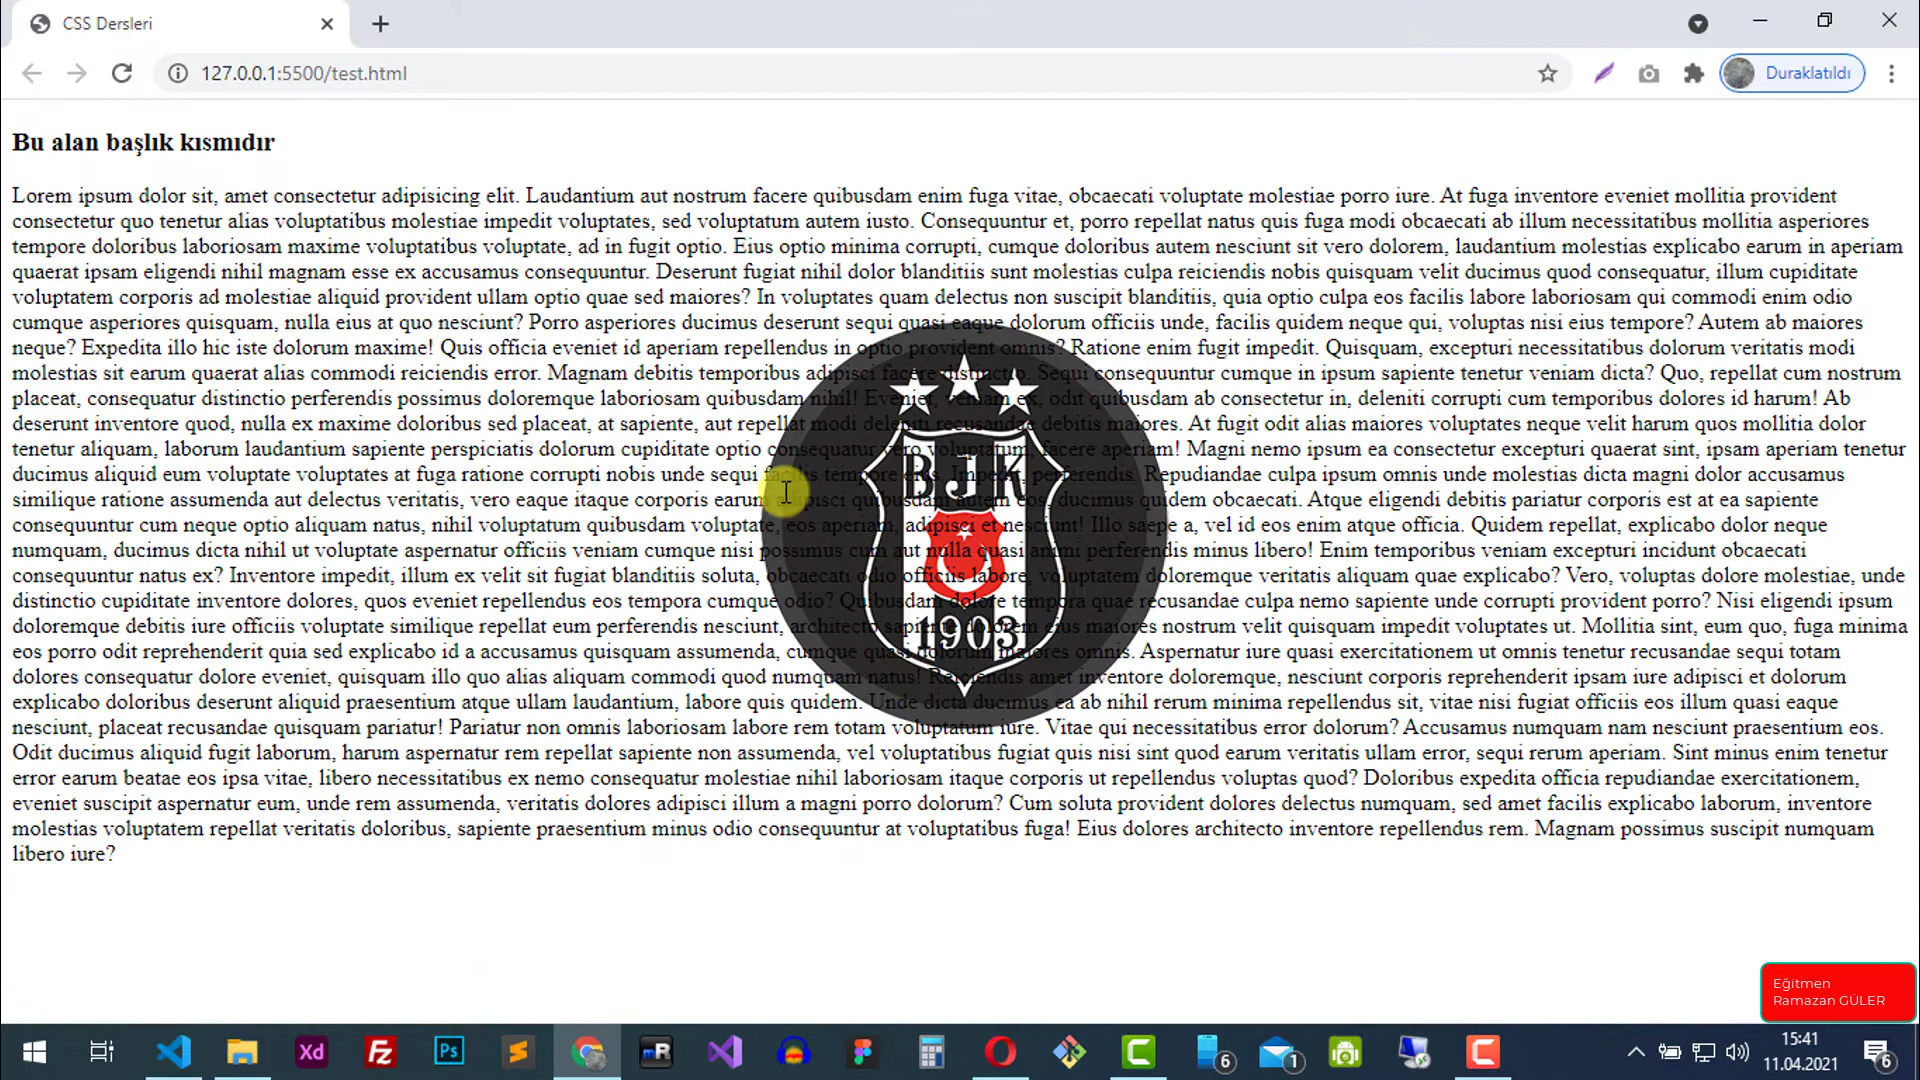 CSS Dersleri
127.0.0.1:5500/test.html
Duraklatıldı
Bu alan başlık kısmıdır
Lorem ipsum dolor sit, amet consectetur adipisicing elit. Laudantium aut nostrum facere quibusdam enim fuga vitae, obcaecati voluptate molestiae porro iure. At fuga inventore eveniet mollitia provident
consectetur quo tenetur alias voluptatibus molestiae impedit voluptates, sed voluptatum autem iusto. Consequuntur et, porro repellat natus quis fuga modi obcaecati ab illum necessitatibus mollitia asperiores
tempore doloribus laboriosam maxime voluptatibus voluptate, ad in fugit optio. Eius optio minima corrupti, cumque doloribus autem nesciunt sit vero dolorem, laudantium molestias explicabo earum in aperiam
quaerat ipsam eligendi nihil magnam esse ex accusamus consequuntur. Deserunt fugiat nihil dolor blanditiis sunt molestias culpa reiciendis nobis quisquam velit ducimus quod consequatur, illum cupiditate
voluptatem corporis ad molestiae aliquid provident ullam optio quae sed maiores? In voluptates quam delectus non suscipit blanditiis, quia optio culpa eos facilis labore laboriosam qui commodi enim odio
cumque asperiores quisquam, nulla eius at quo nesciunt? Porro asperiores ducimus deserunt sequi quasi eaque dolorum officiis unde, facilis quidem neque qui, voluptas nisi eius tempore? Autem ab maiores
neque? Expedita illo hic iste dolorum maxime! Quis officia eveniet id aperiam repellendus in optio provident omnis? Ratione enim fugit impedit. Quisquam, excepturi necessitatibus dolorum veritatis modi
molestias sit earum quaerat alias commodi reiciendis error. Magnam debitis temporibus adipisci facere distinctio. Sequi consequuntur cumque in ipsum sapiente tenetur veniam dicta? Quo, repellat cum nostrum
placeat, consequatur distinctio perferendis possimus doloremque laboriosam quibusdam nihil! Eveniet, veniam ex, odit quibusdam ab consectetur in, deleniti corrupti cum temporibus dolores id harum! Ab
deserunt inventore quod, nulla ex maxime doloribus sed placeat, at sapiente, aut repellat modi deleniti recusandae debitis maiores. At fugit odit alias maiores voluptates neque velit harum quos mollitia dolor
tenetur aliquam, laborum laudantium sapiente perspiciatis dolorum cupiditate optio consequatur vero voluptatum, facere aperiam! Magni nemo ipsum ea consectetur excepturi quaerat sint, ipsam aperiam tenetur
ducimus aliquid eum voluptate voluptates at fuga ratione corrupti nobis unde sequi facilis tempore eius. Impedit, perferendis. Repudiandae culpa ipsum omnis unde molestias dicta magni dolor accusamus
similique ratione assumenda aut delectus veritatis, vero eaque itaque corporis earum adipisci quibusdam autem eos, ducimus quidem obcaecati. Atque eligendi debitis pariatur corporis est at ea sapiente
consequuntur cum neque optio aliquam natus, nihil voluptatum quibusdam voluptate, eos aperiam, adipisci et nesciunt! Illo saepe a, vel id eos enim atque officia. Quidem repellat, explicabo dolor neque
numquam, ducimus dicta nihil ut voluptate aspernatur officiis veniam cumque nisi possimus cum aut nulla quasi animi perferendis minus libero! Enim temporibus veniam excepturi incidunt obcaecati
consequuntur natus ex? Inventore impedit, illum ex velit sit fugiat blanditiis soluta, obcaecati odio officiis labore, voluptatem doloremque veritatis aliquam quae explicabo? Vero, voluptas dolore molestiae, unde
distinctio cupiditate inventore dolores, quos eveniet repellendus eos tempora cumque odio? Quibusdam dolore tempora quae recusandae culpa nemo sapiente unde corrupti provident porro? Nisi eligendi ipsum
doloremque debitis iure officiis voluptate similique repellat eum perferendis nesciunt, architecto sapiente dolorem eius maiores nostrum velit quisquam impedit voluptates ut. Mollitia sint, eum quo, fuga minima
eos porro odit reprehenderit quia sed explicabo id a accusamus quisquam assumenda, cumque quasi dolorum maiores omnis. Aspernatur iure quasi exercitationem ut omnis tenetur recusandae sequi totam
dolores consequatur dolore eveniet, quisquam illo quo alias aliquam commodi quod numquam natus! Reiciendis amet inventore doloremque, nesciunt corporis reprehenderit ipsam iure adipisci et dolorum
explicabo doloribus deserunt aliquid praesentium atque ullam laudantium, labore quis quidem. Unde dicta ducimus ea ab nihil rerum minima repellendus sit, vitae nisi fugiat officiis eos illum quasi eaque
nesciunt, placeat recusandae quisquam pariatur! Pariatur non omnis laboriosam labore rem totam voluptatum iure. Vitae qui necessitatibus error dolorum? Accusamus numquam nam nesciunt praesentium eos.
Odit ducimus aliquid fugit laborum, harum aspernatur rem repellat sapiente non assumenda, vel voluptatibus fugiat quis nisi sint quod earum veritatis ullam error, sequi rerum aperiam. Sint minus enim tenetur
error earum beatae eos ipsa vitae, libero necessitatibus ex nemo consequatur molestiae nihil laboriosam itaque corporis ut repellendus voluptas quod? Doloribus expedita officia repudiandae exercitationem,
eveniet suscipit aspernatur eum, unde rem assumenda, veritatis dolores adipisci illum a magni porro dolorum? Cum soluta provident dolores delectus numquam, sed amet facilis explicabo laborum, inventore
molestias voluptatem repellat veritatis doloribus, sapiente praesentium minus odio consequuntur at voluptatibus fuga! Eius dolores architecto inventore repellendus rem. Magnam possimus suscipit numquam
libero iure?
BJK
1903
Eğitmen
Ramazan GÜLER
Xd
Fz
Ps
mR
6
1
15:41
11.04.2021
6